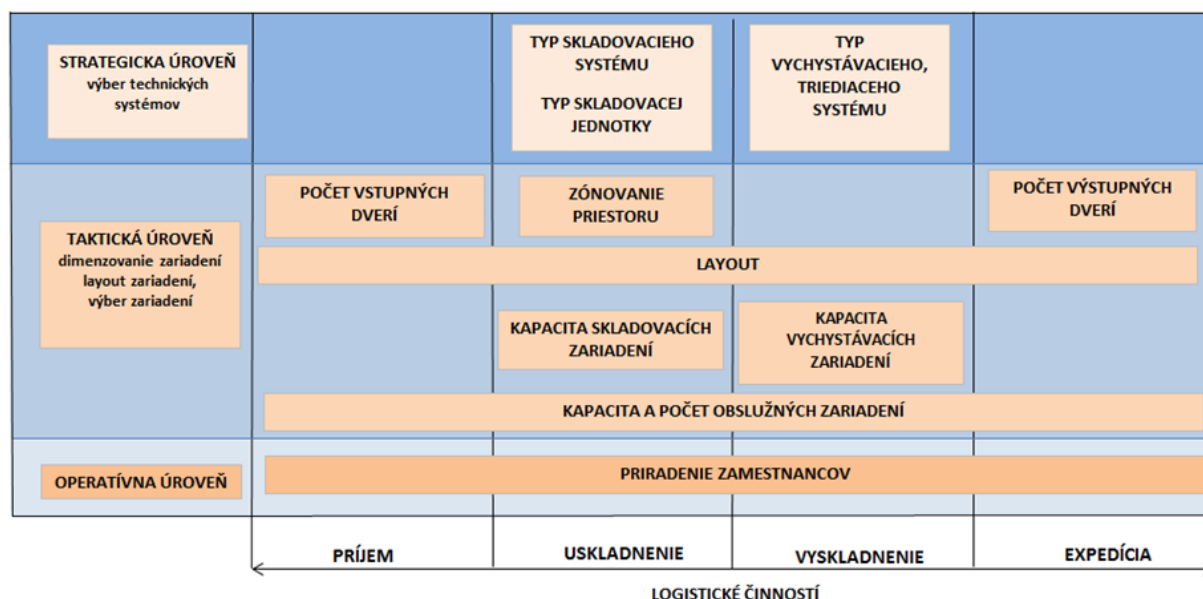 STRATEGICKA ÚROVEŇ
výber technických
systémov
TYP SKLADOVACIEHO
SYSTÉMU
TYP SKLADOVACEJ
JEDNOTKY
TYP
VYCHYSTÁVACIEHO,
TRIEDIACEHO
SYSTÉMU
TAKTICKÁ ÚROVEŇ
dimenzovanie zariadení
layout zariadení,
výber zariadení
POČET VSTUPNÝCH
DVERÍ
ZÓNOVANIE
PRIESTORU
POČET VÝSTUPNÝCH
DVERÍ
LAYOUT
KAPACITA SKLADOVACÍCH
ZARIADENÍ
KAPACITA
VYCHYSTÁVACÍCH
ZARIADENÍ
KAPACITA A POČET OBSLUŽNÝCH ZARIADENÍ
OPERATÍVNA ÚROVEŇ
PRIRADENIE ZAMESTNANCOV
PRÍJEM
USKLADNENIE
VYSKLADNENIE
EXPEDÍCIA
LOGISTICKÉ ČINNOSTÍ